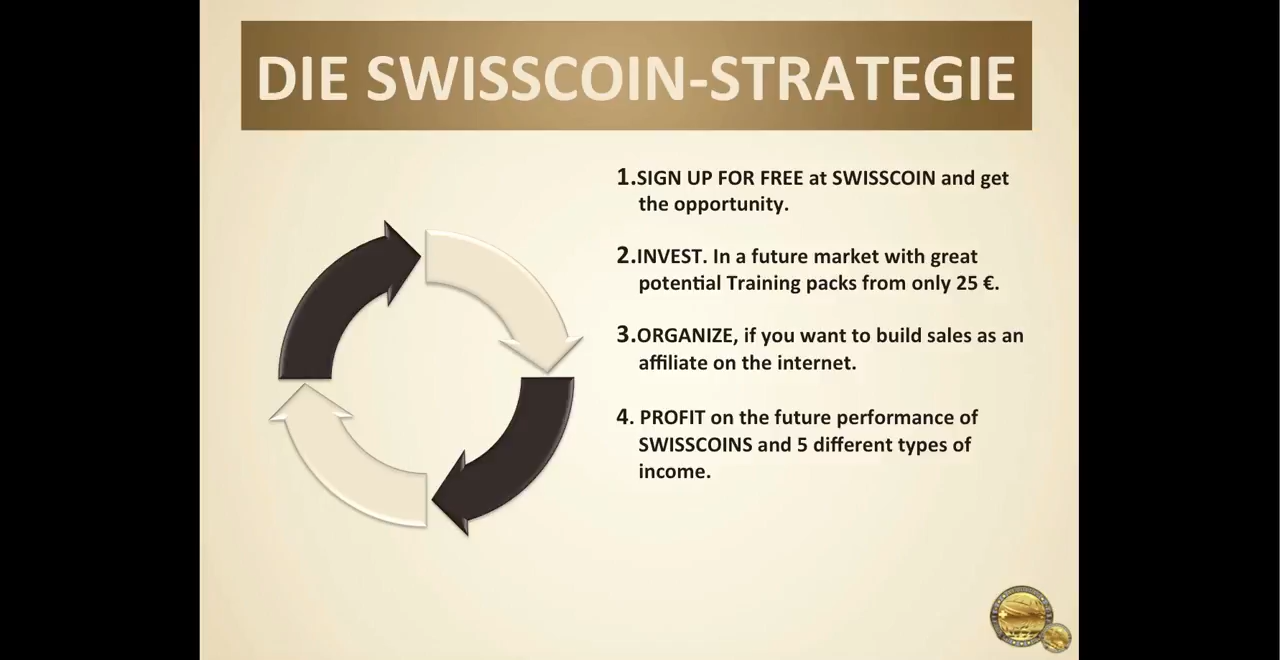 DIE SWISSCOIN-STRATEGIE
1.SIGN UP FOR FREE at SWISSCOIN and get
the opportunity.
2.INVEST. In a future market with great
potential Training packs from only 25 €.
3.ORGANIZE, if you want to build sales as an
affiliate on the internet.
4. PROFIT on the future performance of
SWISSCOINS and 5 different types of
income.